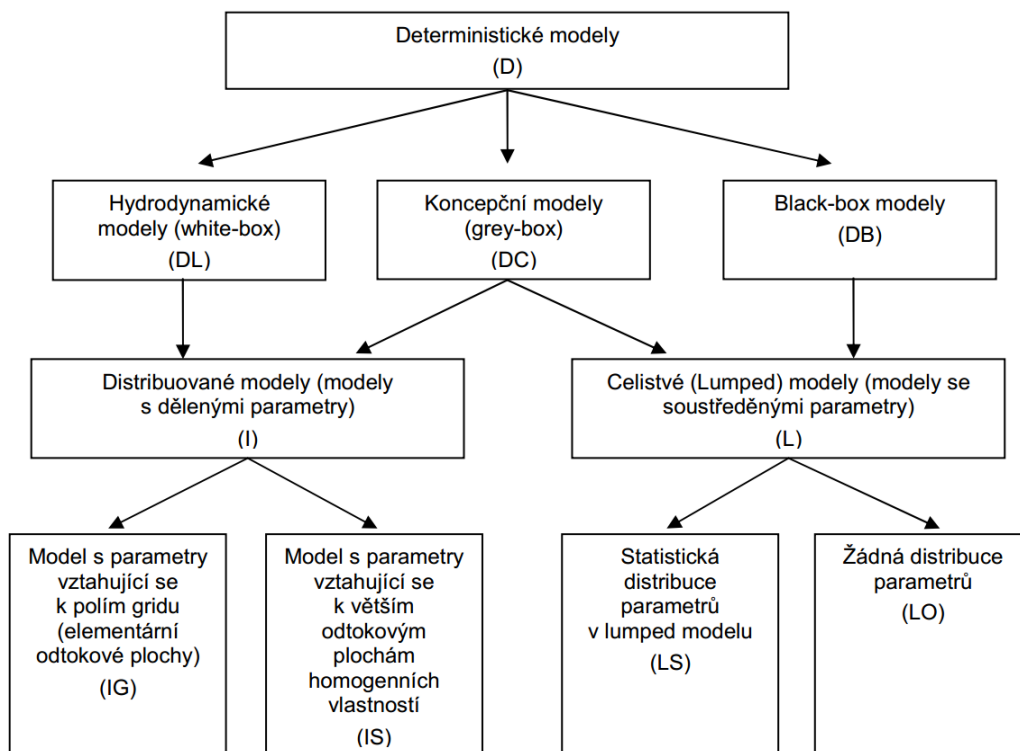 Deterministické modely
(D)
Hydrodynamické
modely (white-box)
(DL)
Koncepční modely
(grey-box)
(DC)
Black-box modely
(DB)
Distribuované modely (modely
s dělenými parametry)
(I)
Celistvé (Lumped) modely (modely se
soustředěnými parametry)
(L)
Model s parametry
vztahující se
k polím gridu
(elementární
odtokové plochy)
(IG)
Model s parametry
vztahující se
k větším
odtokovým
plochám
homogenních
vlastností
(IS)
Statistická
distribuce
parametrů
v lumped modelu
(LS)
Žádná distribuce
parametrů
(LO)